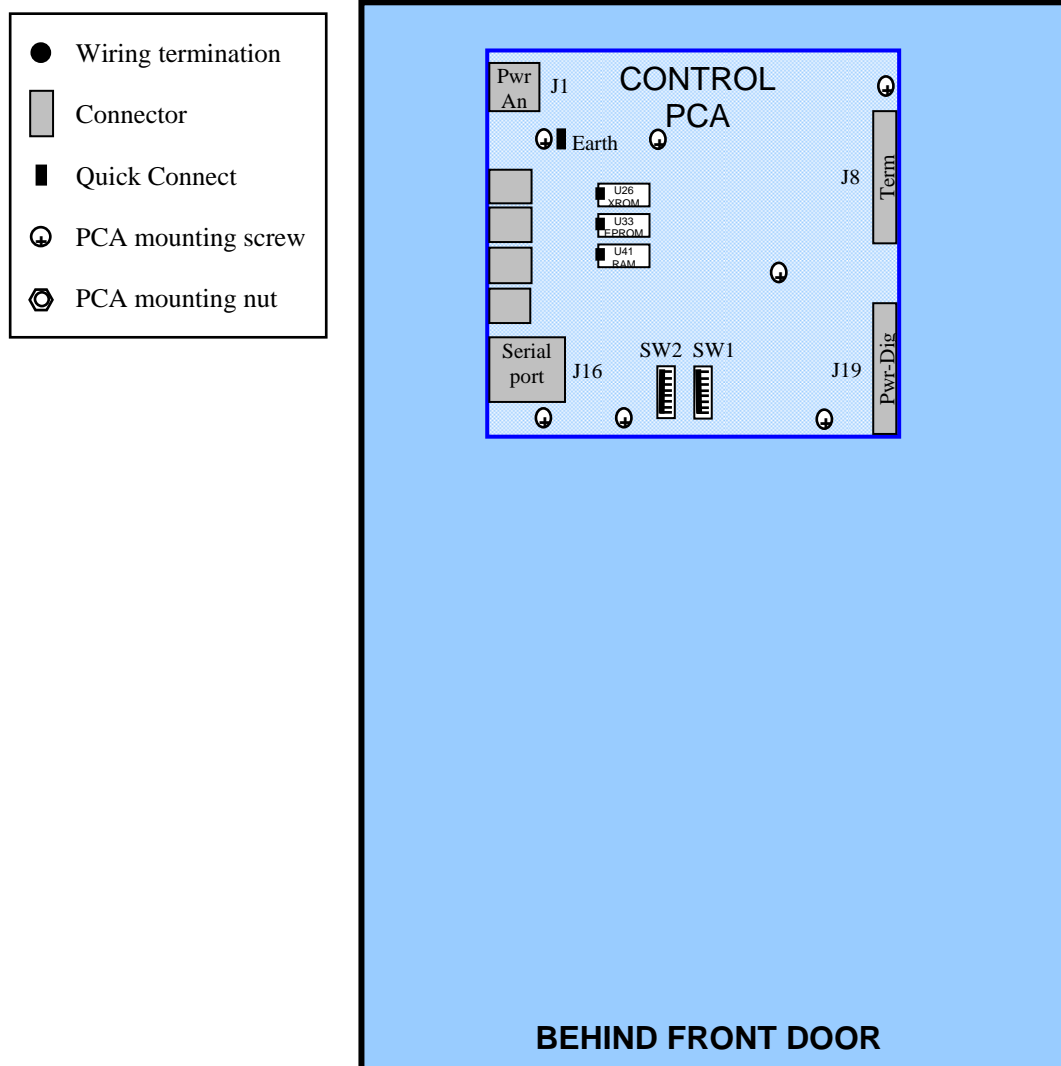 Wiring termination
Connector
Quick Connect
PCA mounting screw
PCA mounting nut
CONTROL
PCA
Pwr
An
J1
Earth
U26
XROM
U33
EPROM
U41
RAM
J8
Term
Serial
port
J16
SW2 SW1
J19
Pwr-Dig
BEHIND FRONT DOOR